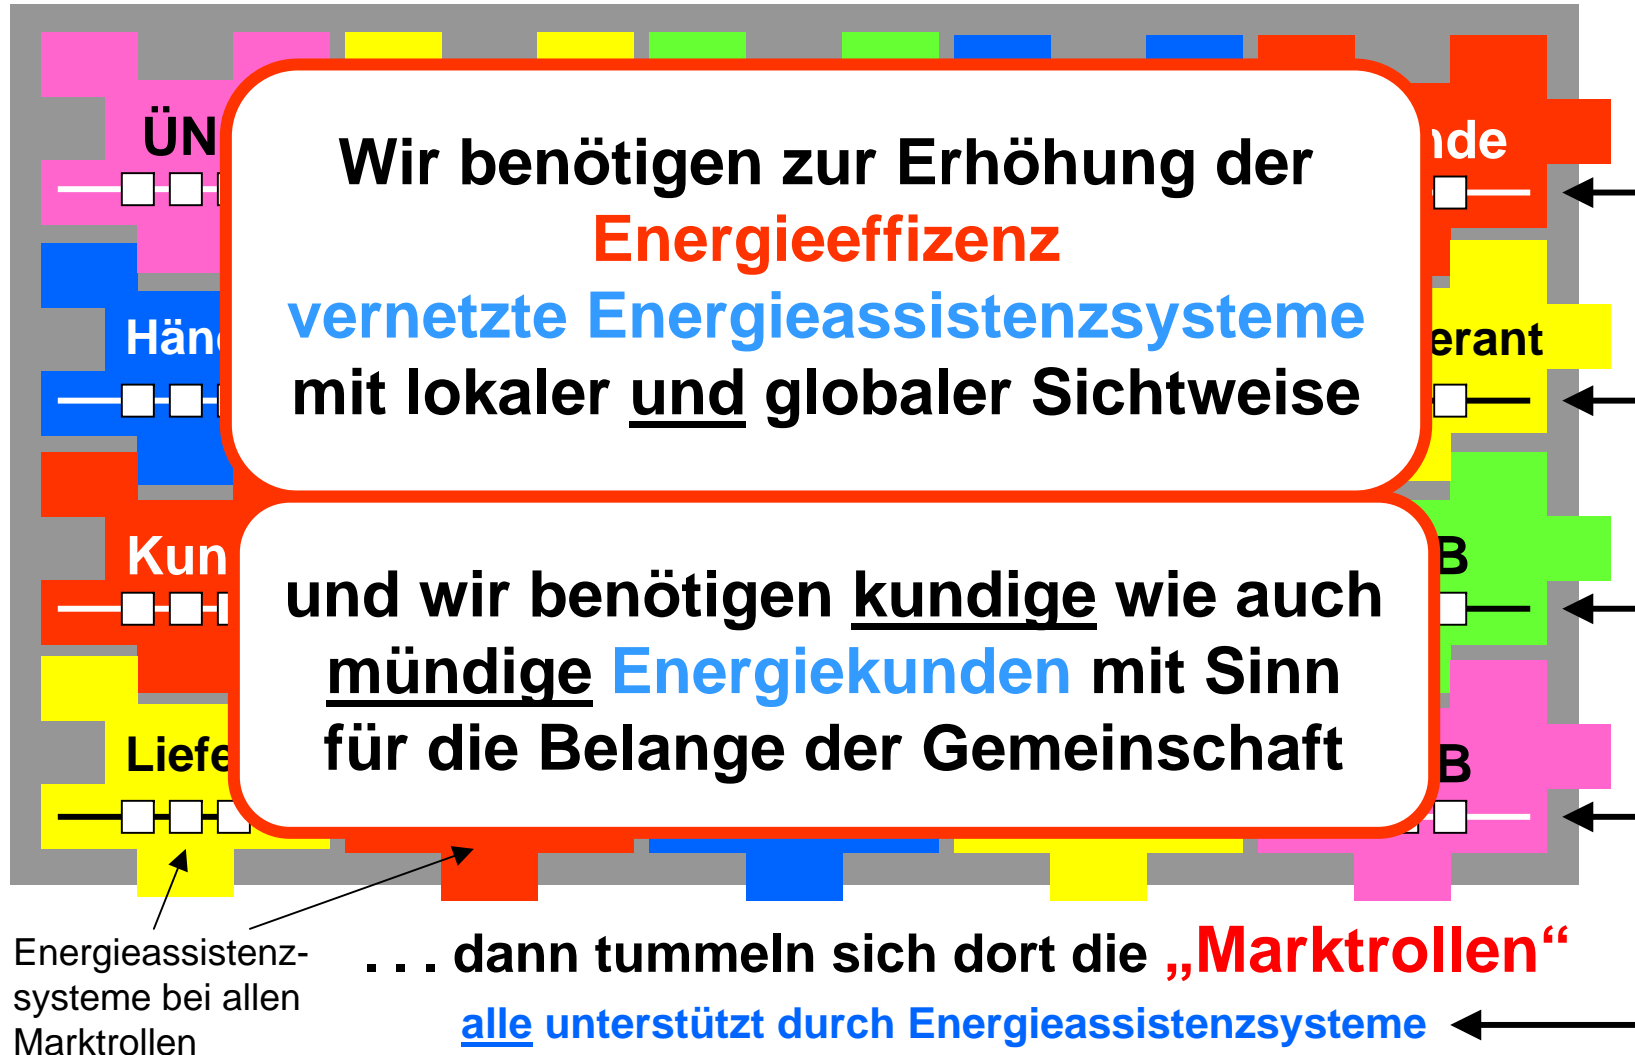 ÜN
nde
Wir benötigen zur Erhöhung der
Energieeffizenz
vernetzte Energieassistenzsysteme
mit lokaler und globaler Sichtweise
Hän
erant
Kun
B
und wir benötigen kundige wie auch
mündige Energiekunden mit Sinn
für die Belange der Gemeinschaft
Liefe
B
Energieassistenz-
systeme bei allen
Marktrollen
. . . dann tummeln sich dort die „Marktrollen“
alle unterstützt durch Energieassistenzsysteme